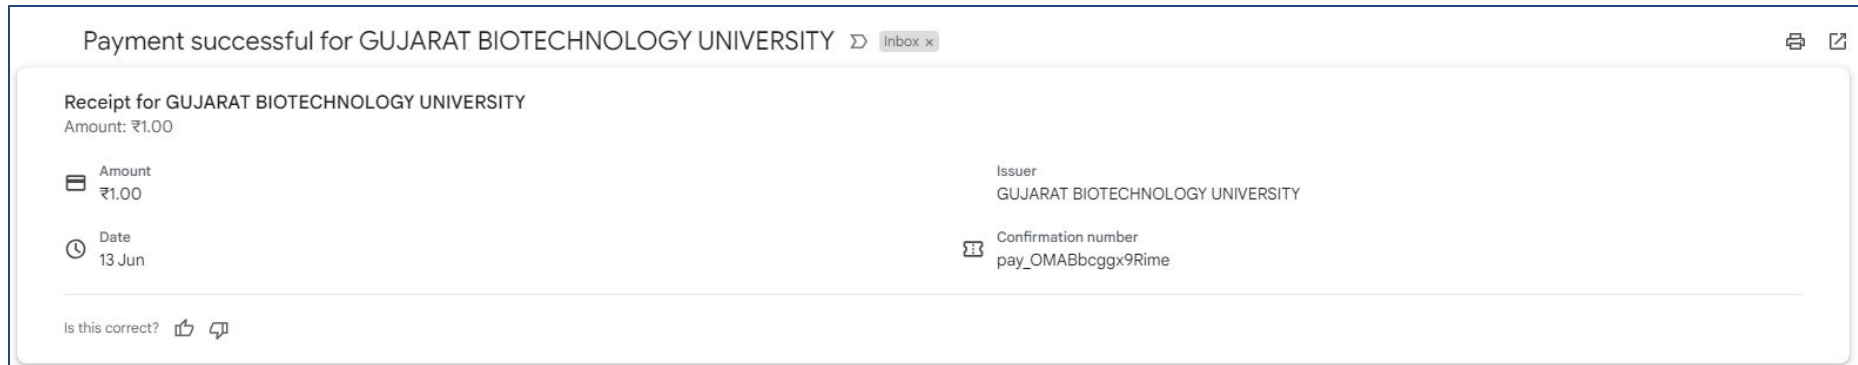 Payment successful for GUJARAT BIOTECHNOLOGY UNIVERSITY Inbox ×
Receipt for GUJARAT BIOTECHNOLOGY UNIVERSITY
Amount: ₹1.00
Amount
₹1.00
Issuer
GUJARAT BIOTECHNOLOGY UNIVERSITY
Date
13 Jun
Confirmation number
pay_OMABbcggx9Rime
Is this correct?